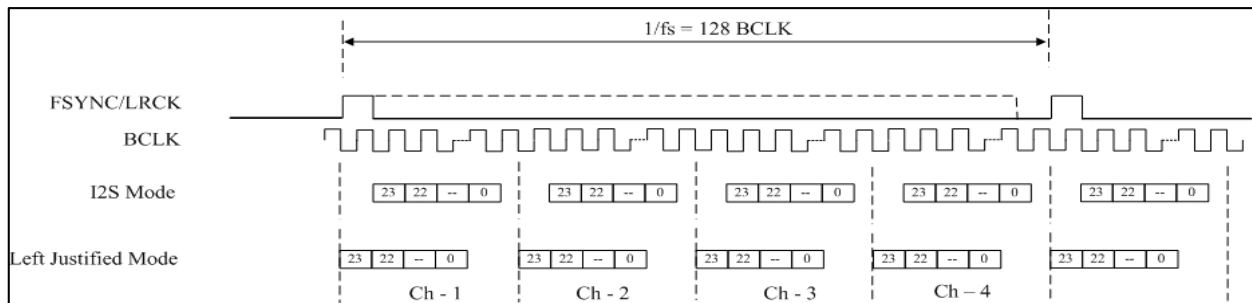 1/fs = 128 BCLK
FSYNC/LRCK
BCLK
I2S Mode
23 22 -- 0 23 22 -- 0 23 22 -- 0 23 22 -- 0 23 22 -- 0
Left Justified Mode
23 22 -- 0 23 22 -- 0 23 22 -- 0 23 22 -- 0 23 22 -- 0
Ch - 1 Ch - 2 Ch - 3 Ch – 4